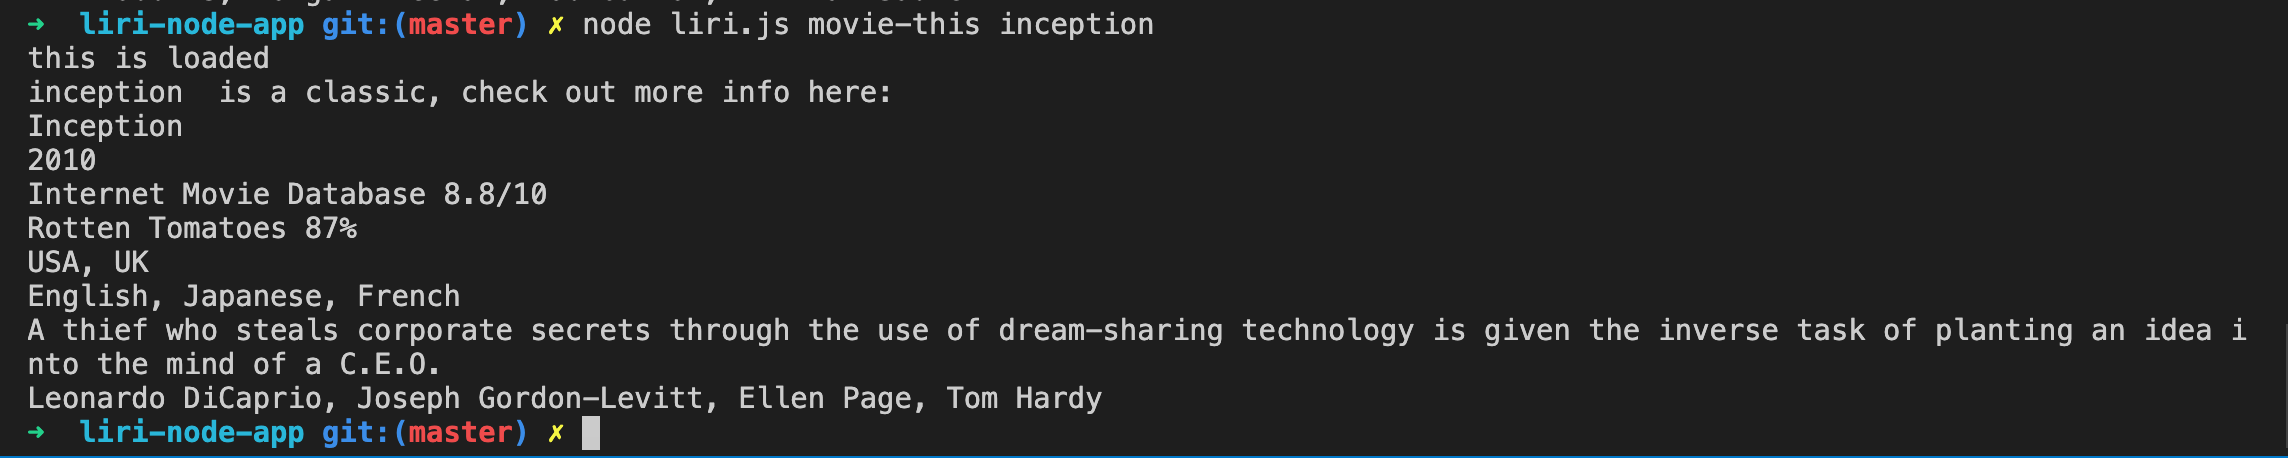 ➜  liri-node-app git:(master) ✗ node liri.js movie-this inception
this is loaded
inception  is a classic, check out more info here:
Inception
2010
Internet Movie Database 8.8/10
Rotten Tomatoes 87%
USA, UK
English, Japanese, French
A thief who steals corporate secrets through the use of dream-sharing technology is given the inverse task of planting an idea i
nto the mind of a C.E.O.
Leonardo DiCaprio, Joseph Gordon-Levitt, Ellen Page, Tom Hardy
➜  liri-node-app git:(master) ✗